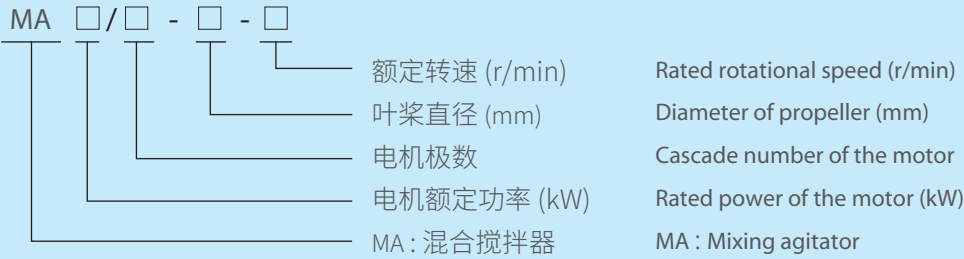 MA □/□ - □ - □
额定转速 (r/min) Rated rotational speed (r/min)
叶桨直径 (mm) Diameter of propeller (mm)
电机极数 Cascade number of the motor
电机额定功率 (kW) Rated power of the motor (kW)
MA : 混合搅拌器 MA : Mixing agitator